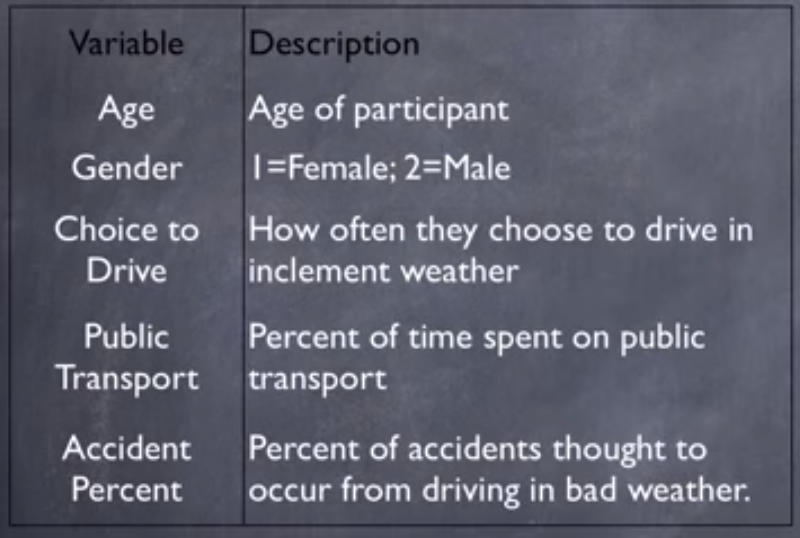 Variable Description
Age Age of participant
Gender 1=Female; 2=Male
Choice to How often they choose to drive in
Drive inclement weather
Public Percent of time spent on public
Transport transport
Accident Percent of accidents thought to
Percent occur from driving in bad weather.